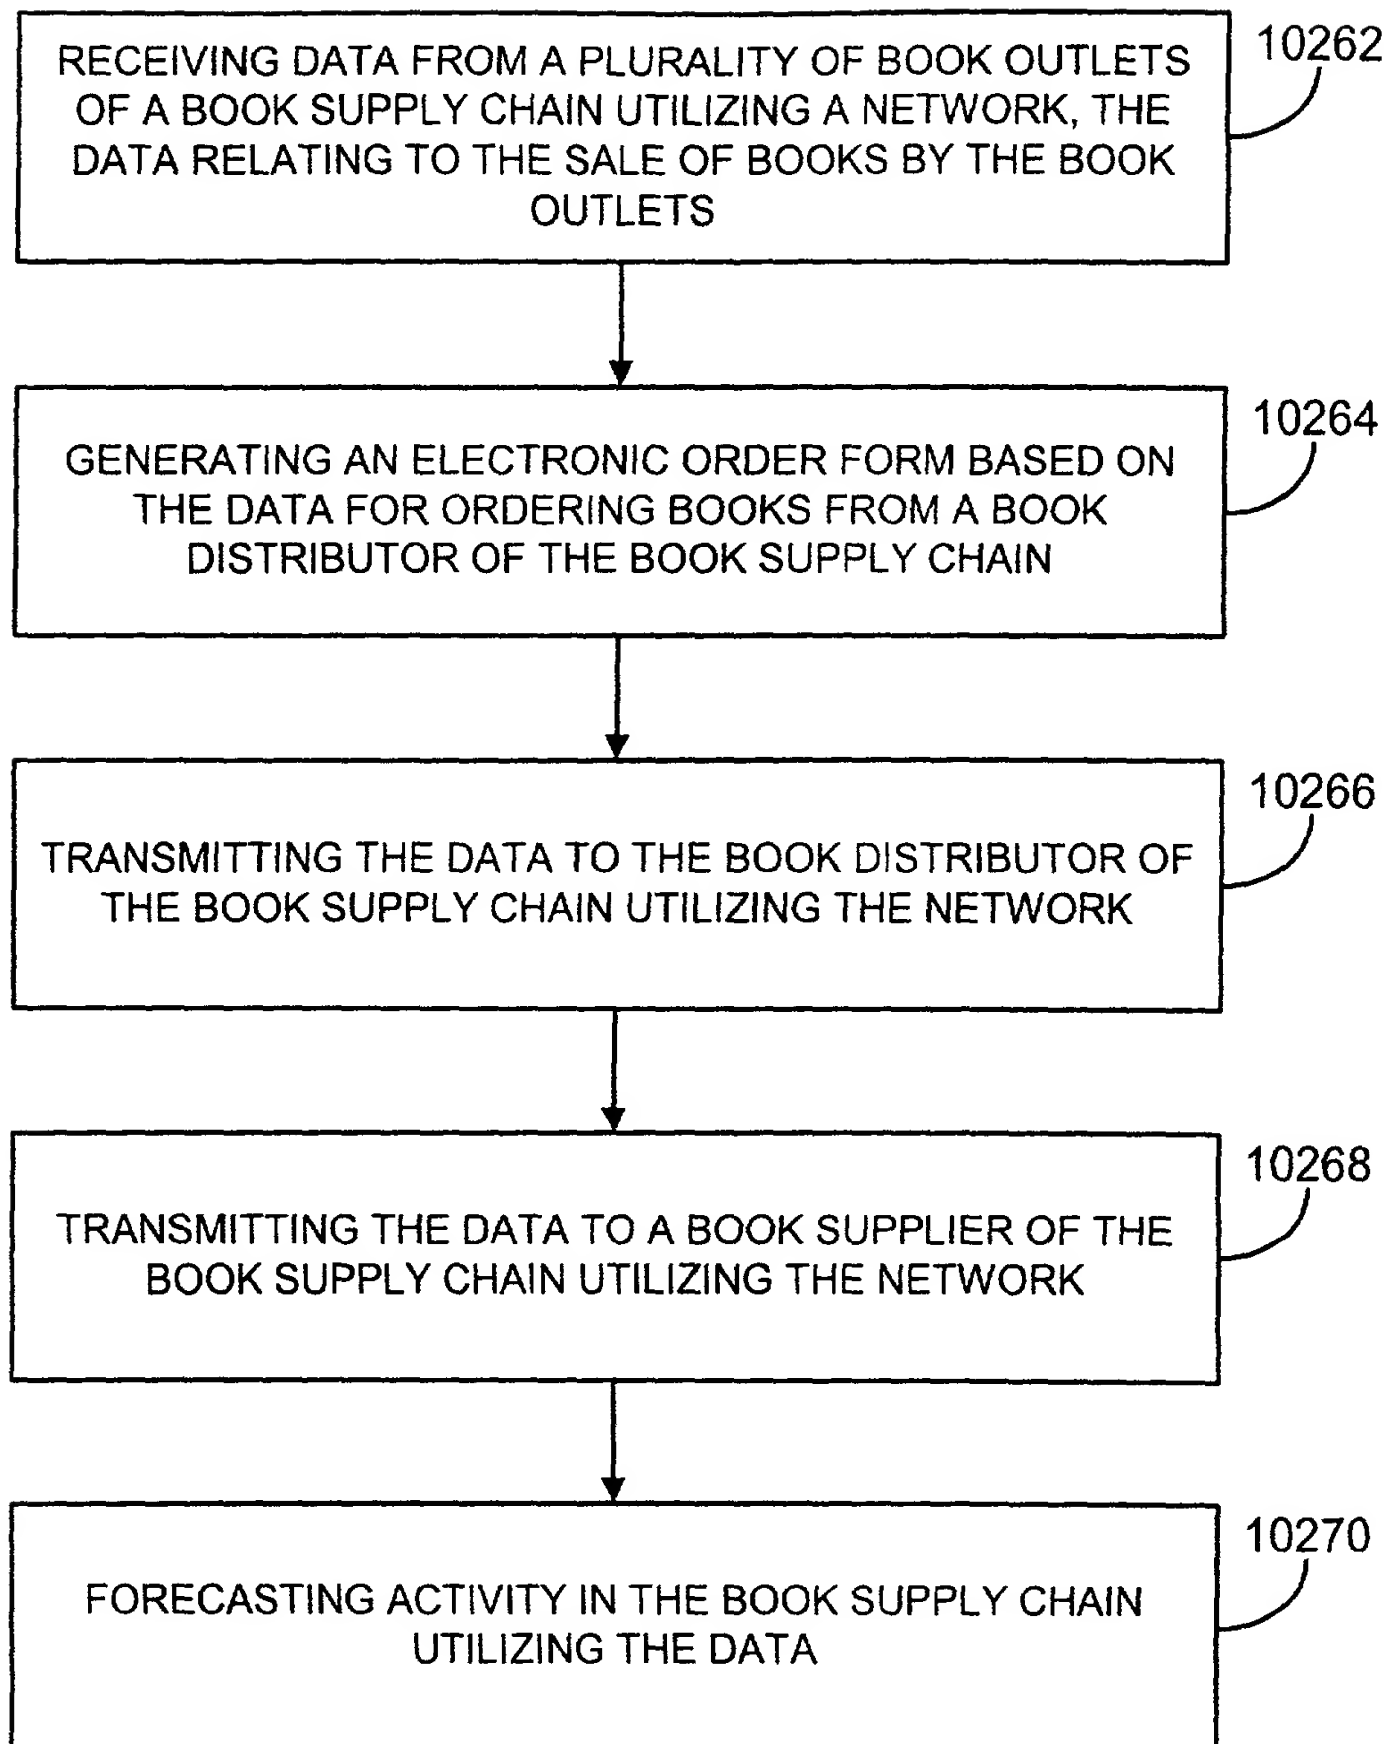 RECEIVING DATA FROM A PLURALITY OF BOOK OUTLETS
OF A BOOK SUPPLY CHAIN UTILIZING A NETWORK, THE
DATA RELATING TO THE SALE OF BOOKS BY THE BOOK
OUTLETS
10262
GENERATING AN ELECTRONIC ORDER FORM BASED ON
THE DATA FOR ORDERING BOOKS FROM A BOOK
DISTRIBUTOR OF THE BOOK SUPPLY CHAIN
10264
TRANSMITTING THE DATA TO THE BOOK DISTRIBUTOR OF
THE BOOK SUPPLY CHAIN UTILIZING THE NETWORK
10266
TRANSMITTING THE DATA TO A BOOK SUPPLIER OF THE
BOOK SUPPLY CHAIN UTILIZING THE NETWORK
10268
FORECASTING ACTIVITY IN THE BOOK SUPPLY CHAIN
UTILIZING THE DATA
10270